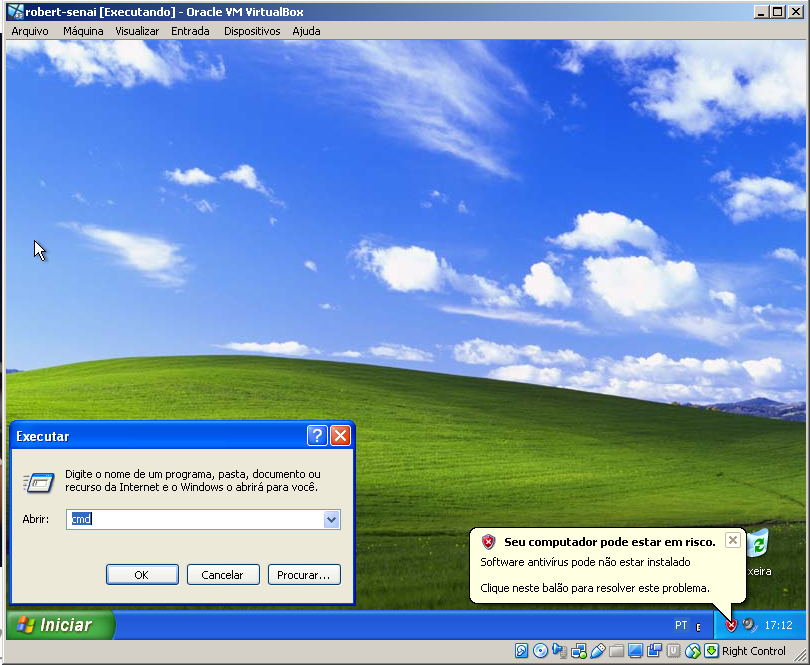 robert-senai [Executando] - Oracle VM VirtualBox
Arquivo Máquina Visualizar Entrada Dispositivos Ajuda
Executar
Digite o nome de um programa, pasta, documento ou
recurso da Internet e o Windows o abrirá para você.
Abrir: cmd
OK Cancelar Procurar...
Seu computador pode estar em risco.
Software antivírus pode não estar instalado
Clique neste balão para resolver este problema.
xeira
Iniciar
PT
17:12
Right Control